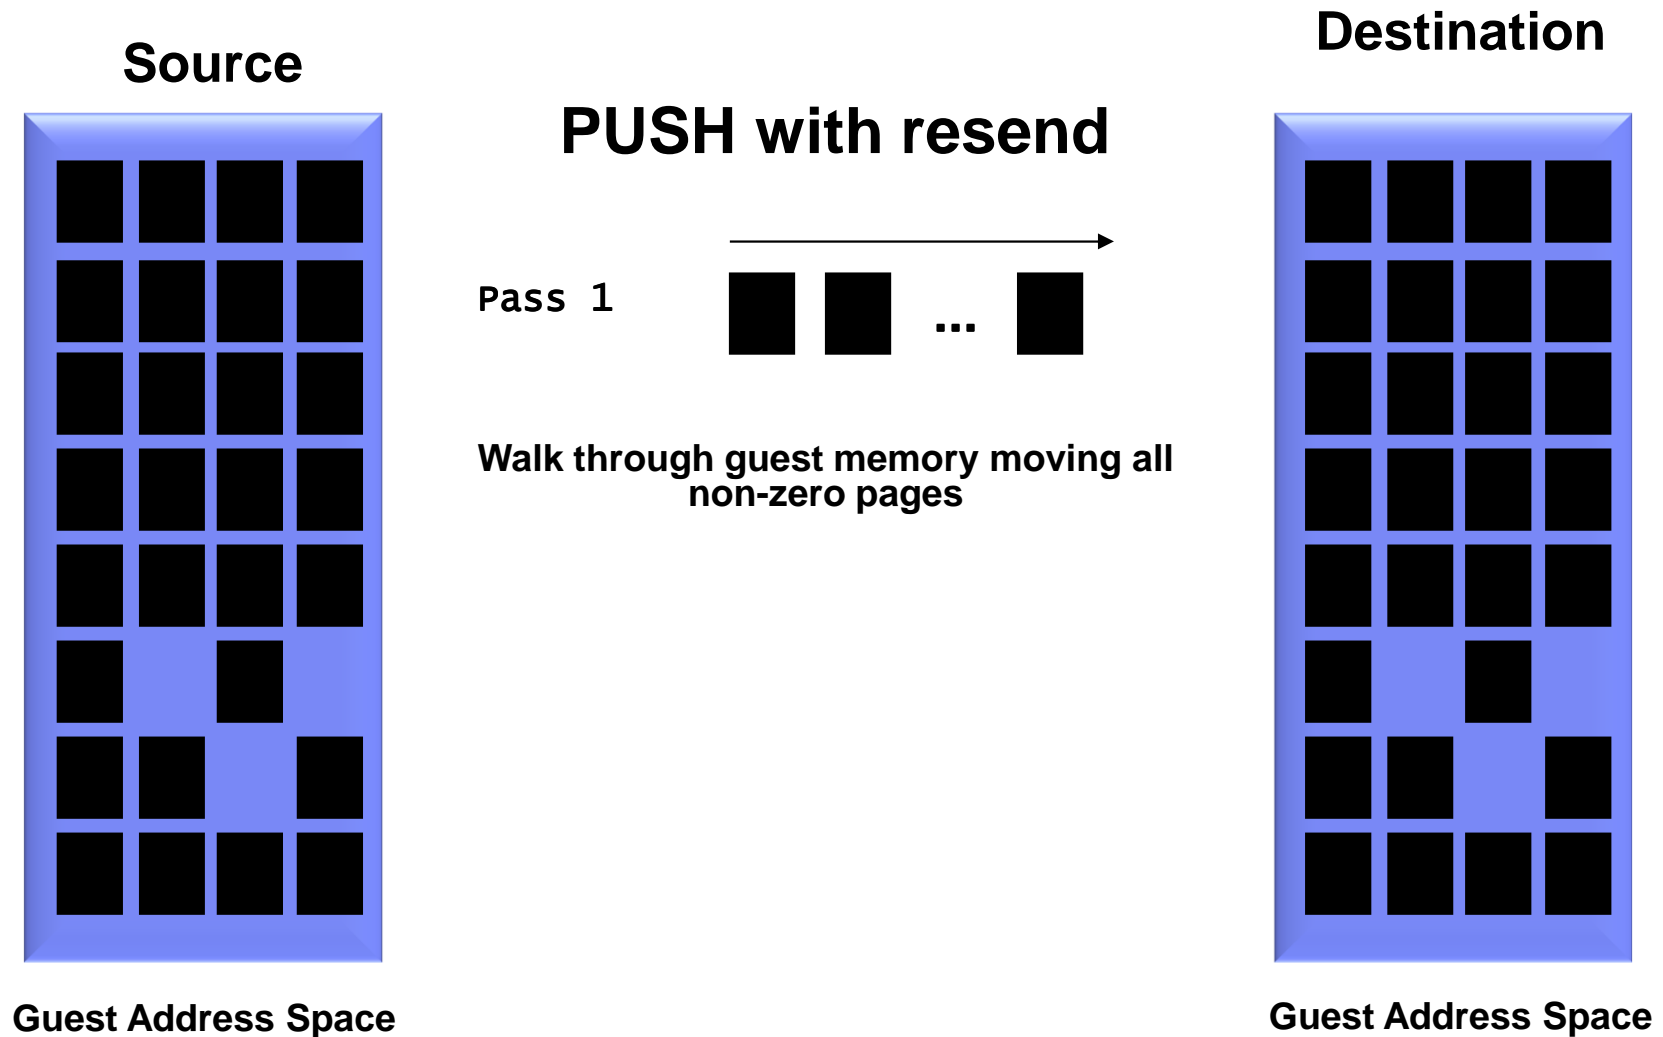 Source
Destination
PUSH with resend
Pass 1
...
Walk through guest memory moving all
non-zero pages
Guest Address Space
Guest Address Space